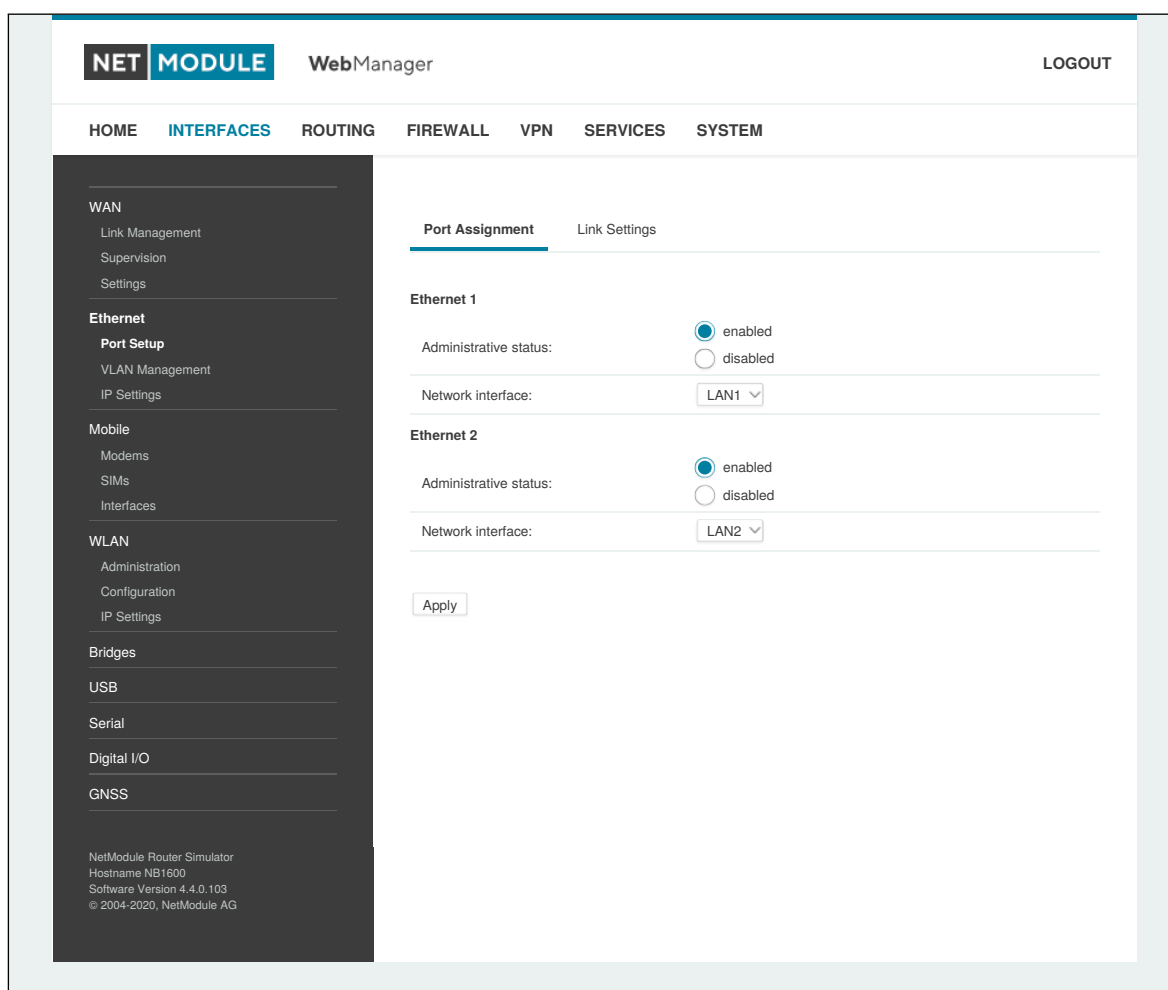 NET MODULE WebManager LOGOUT
HOME INTERFACES ROUTING FIREWALL VPN SERVICES SYSTEM
WAN
Link Management
Supervision
Settings
Ethernet
Port Setup
VLAN Management
IP Settings
Mobile
Modems
SIMs
Interfaces
WLAN
Administration
Configuration
IP Settings
Bridges
USB
Serial
Digital I/O
GNSS
NetModule Router Simulator
Hostname NB1600
Software Version 4.4.0.103
© 2004-2020, NetModule AG
Port Assignment Link Settings
Ethernet 1
Administrative status:
enabled
disabled
Network interface: LAN1
Ethernet 2
Administrative status:
enabled
disabled
Network interface: LAN2
Apply